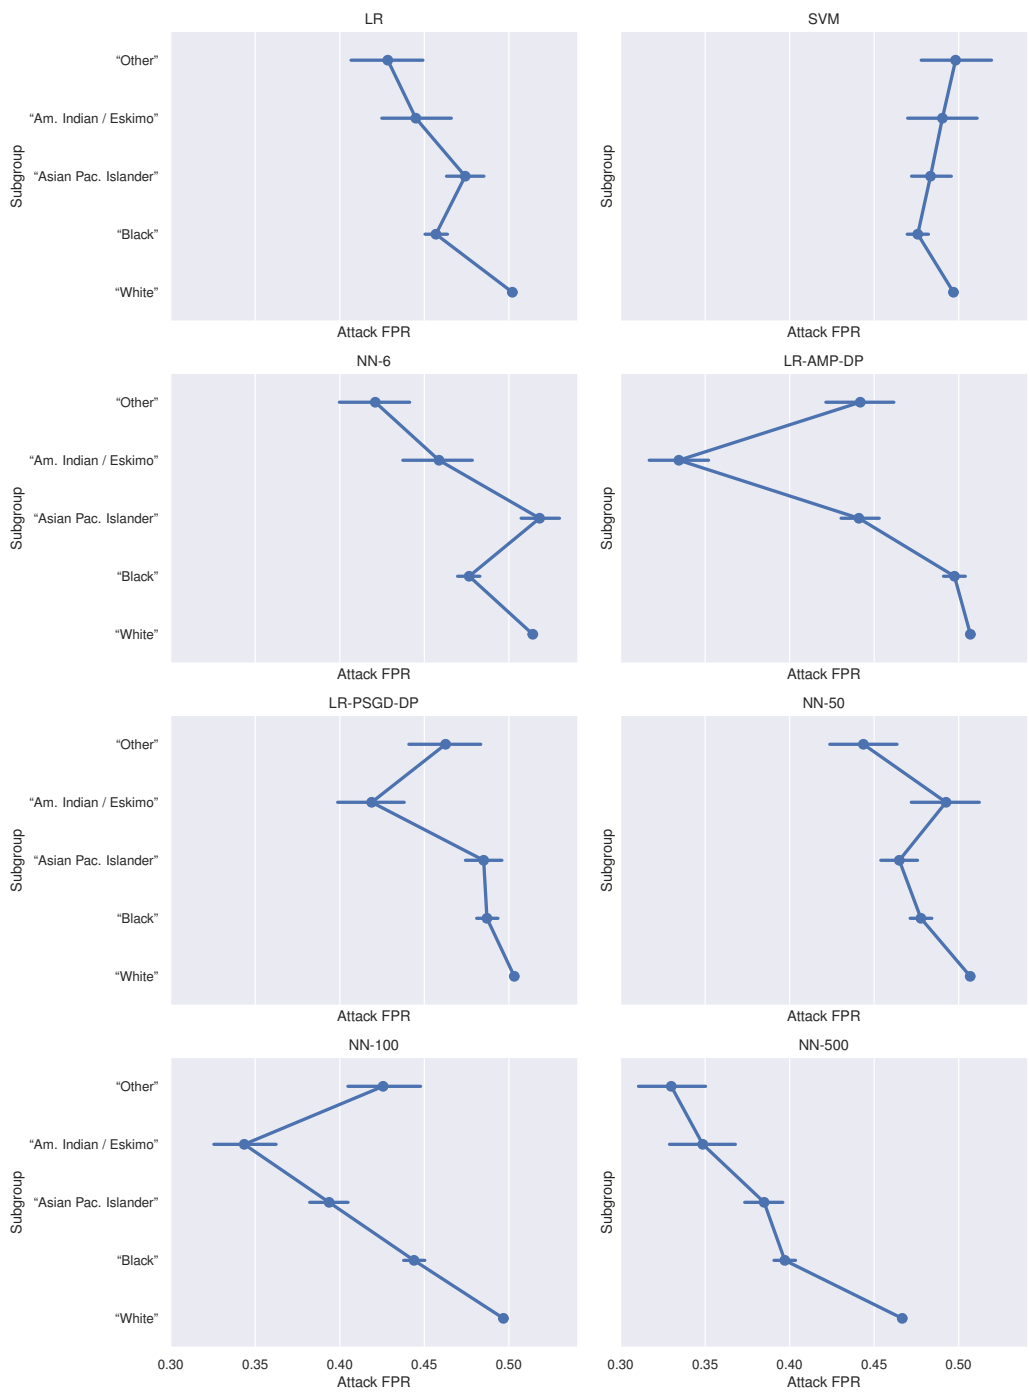 LR
SVM
“Other”
“Am. Indian / Eskimo”
“Asian Pac. Islander”
“Black”
“White”
Subgroup
Subgroup
Attack FPR
Attack FPR
NN-6
LR-AMP-DP
“Other”
“Am. Indian / Eskimo”
“Asian Pac. Islander”
“Black”
“White”
Subgroup
Subgroup
Attack FPR
Attack FPR
LR-PSGD-DP
NN-50
“Other”
“Am. Indian / Eskimo”
“Asian Pac. Islander”
“Black”
“White”
Subgroup
Subgroup
Attack FPR
Attack FPR
NN-100
NN-500
“Other”
“Am. Indian / Eskimo”
“Asian Pac. Islander”
“Black”
“White”
Subgroup
Subgroup
0.30 0.35 0.40 0.45 0.50
0.30 0.35 0.40 0.45 0.50
Attack FPR
Attack FPR